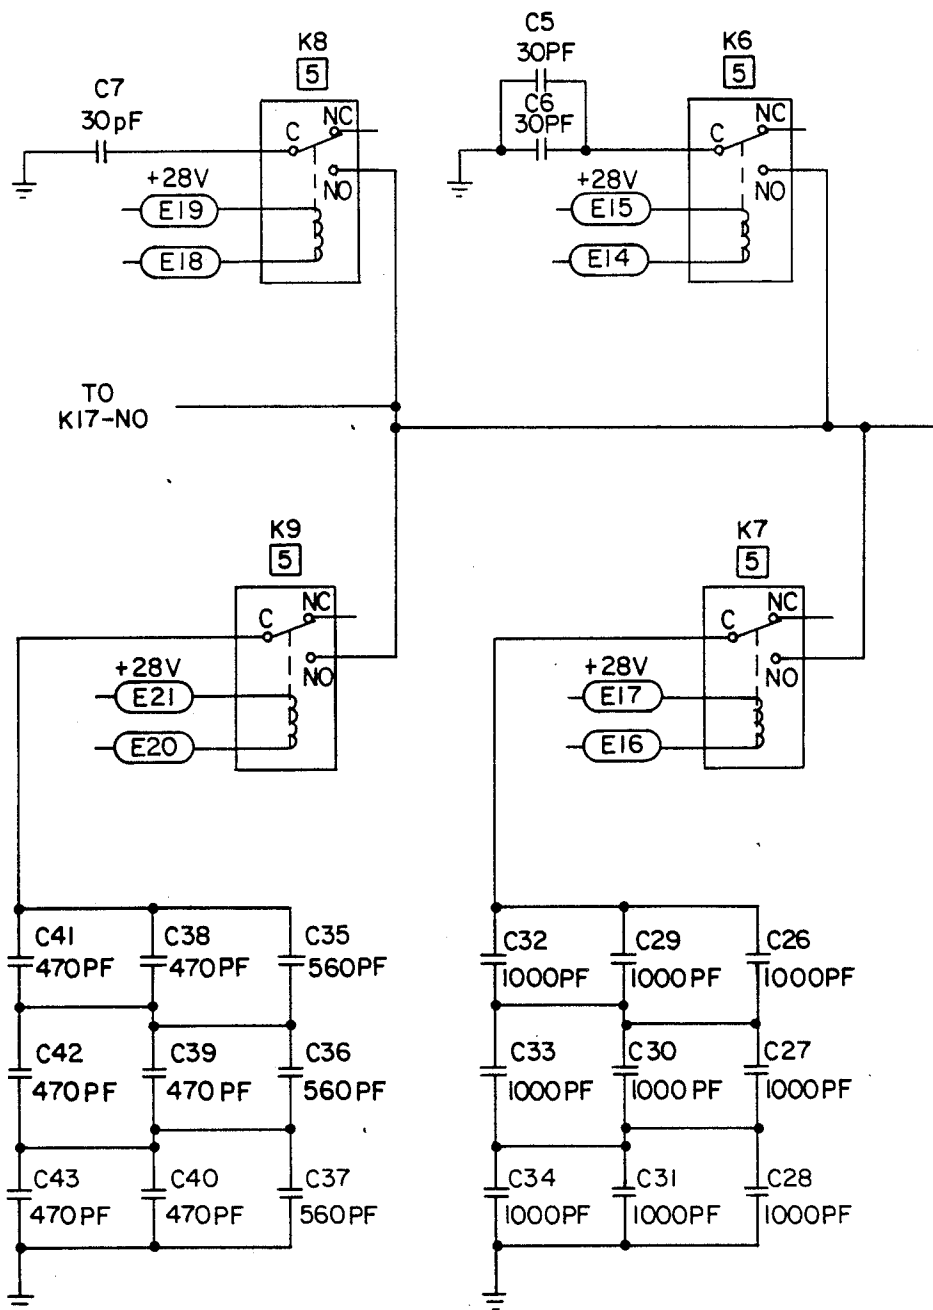 C7
30pF
K8
5
C
NC
NO
+28V
E19
E18
C5
30PF
C6
30PF
K6
5
C
NC
NO
+28V
E15
E14
TO
K17-NO
K9
5
C
NC
NO
+28V
E21
E20
K7
5
C
NC
NO
+28V
E17
E16
C41
470PF
C38
470PF
C35
560PF
C42
470PF
C39
470PF
C36
560PF
C43
470PF
C40
470PF
C37
560PF
C32
1000PF
C29
1000PF
C26
1000PF
C33
1000PF
C30
1000PF
C27
1000PF
C34
1000PF
C31
1000PF
C28
1000PF